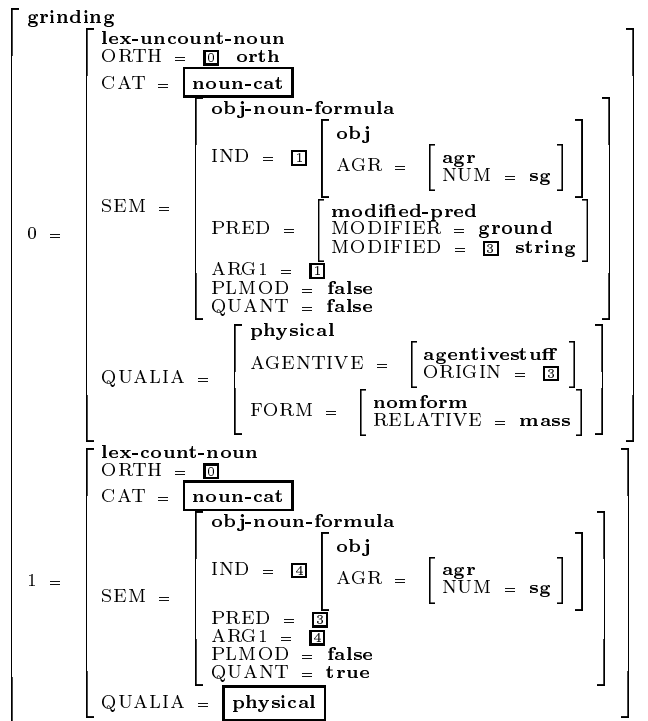 grinding
lex-uncount-noun
ORTH = 0 orth
CAT = noun-cat
obj-noun-formula
obj
IND = 1
AGR = agr
NUM = sg
SEM =
modified-pred
0 =
PRED = MODIFIER = ground
MODIFIED = 3 string
ARG1 = 1
PLMOD = false
QUANT = false
physical
AGENTIVE = agentivestuff
ORIGIN = 3
QUALIA =
nomform
FORM = RELATIVE = mass
lex-count-noun
ORTH = 0
CAT = noun-cat
obj-noun-formula
obj
IND = 4
AGR = agr
NUM = sg
1 =
SEM =
PRED = 3
ARG1 = 4
PLMOD = false
QUANT = true
QUALIA = physical